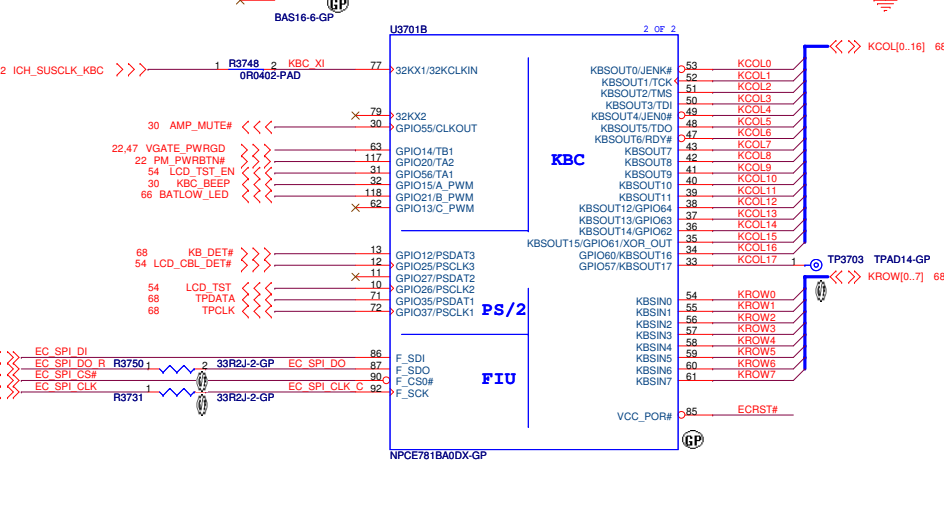 BAS16-6-GP
GP
U3701B
2 OF 2
2 ICH_SUSCLK_KBC
1 R3748 2
0R0402-PAD
KBC_XI
77
32KX1/32KCLKIN
79
32KX2
30 AMP_MUTE#
30
GPIO55/CLKOUT
22,47 VGATE_PWRGD
63
GPIO14/TB1
22 PM_PWRBTN#
117
GPIO20/TA2
54 LCD_TST_EN
31
GPIO56/TA1
30 KBC_BEEP
32
GPIO15/A_PWM
66 BATLOW_LED
118
GPIO21/B_PWM
62
GPIO13/C_PWM
KBC
68 KB_DET#
13
GPIO12/PSDAT3
54 LCD_CBL_DET#
12
GPIO25/PSCLK3
11
GPIO27/PSDAT2
54 LCD_TST
10
GPIO26/PSCLK2
68 TPDATA
71
GPIO35/PSDAT1
68 TPCLK
72
GPIO37/PSCLK1
PS/2
EC_SPI_DI
86
F_SDI
EC_SPI_DO_R
R3750 1 2 33R2J-2-GP
EC_SPI_DO
87
F_SDO
EC_SPI_CS#
90
F_CS0#
EC_SPI_CLK
R3731 1 33R2J-2-GP
EC_SPI_CLK_C
92
F_SCK
FIU
KBSOUT0/JENK# 53 KCOL0
KBSOUT1/TCK 52 KCOL1
KBSOUT2/TMS 51 KCOL2
KBSOUT3/TDI 50 KCOL3
KBSOUT4/JEN0# 49 KCOL4
KBSOUT5/TDO 48 KCOL5
KBSOUT6/RDY# 47 KCOL6
KBSOUT7 43 KCOL7
KBSOUT8 42 KCOL8
KBSOUT9 41 KCOL9
KBSOUT10 40 KCOL10
KBSOUT11 39 KCOL11
KBSOUT12/GPIO64 38 KCOL12
KBSOUT13/GPIO63 37 KCOL13
KBSOUT14/GPIO62 36 KCOL14
KBSOUT15/GPIO61/XOR_OUT 35 KCOL15
GPIO60/KBSOUT16 34 KCOL16
GPIO57/KBSOUT17 33 KCOL17
KCOL[0..16] 68
1 TP3703 TPAD14-GP
KROW[0..7] 68
KBSIN0 54 KROW0
KBSIN1 55 KROW1
KBSIN2 56 KROW2
KBSIN3 57 KROW3
KBSIN4 58 KROW4
KBSIN5 59 KROW5
KBSIN6 60 KROW6
KBSIN7 61 KROW7
VCC_POR# 85 ECRST#
GP
NPCE781BA0DX-GP